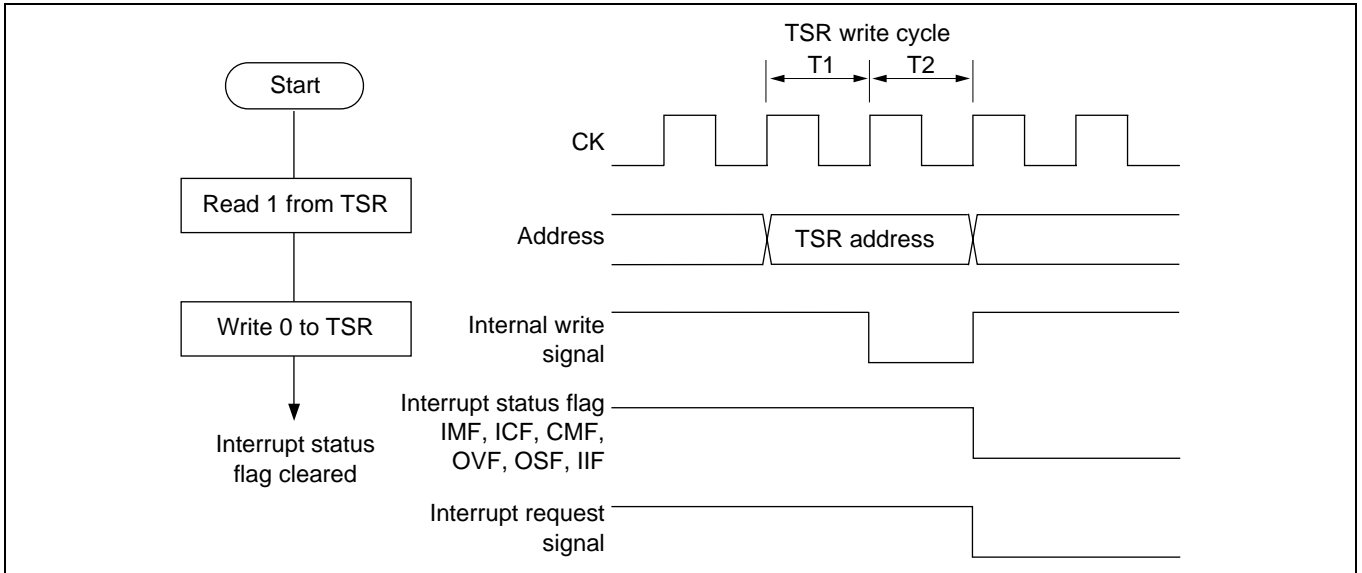 Start
Read 1 from TSR
Write 0 to TSR
Interrupt status
flag cleared
TSR write cycle
T1
T2
CK
Address
TSR address
Internal write
signal
Interrupt status flag
IMF, ICF, CMF,
OVF, OSF, IIF
Interrupt request
signal